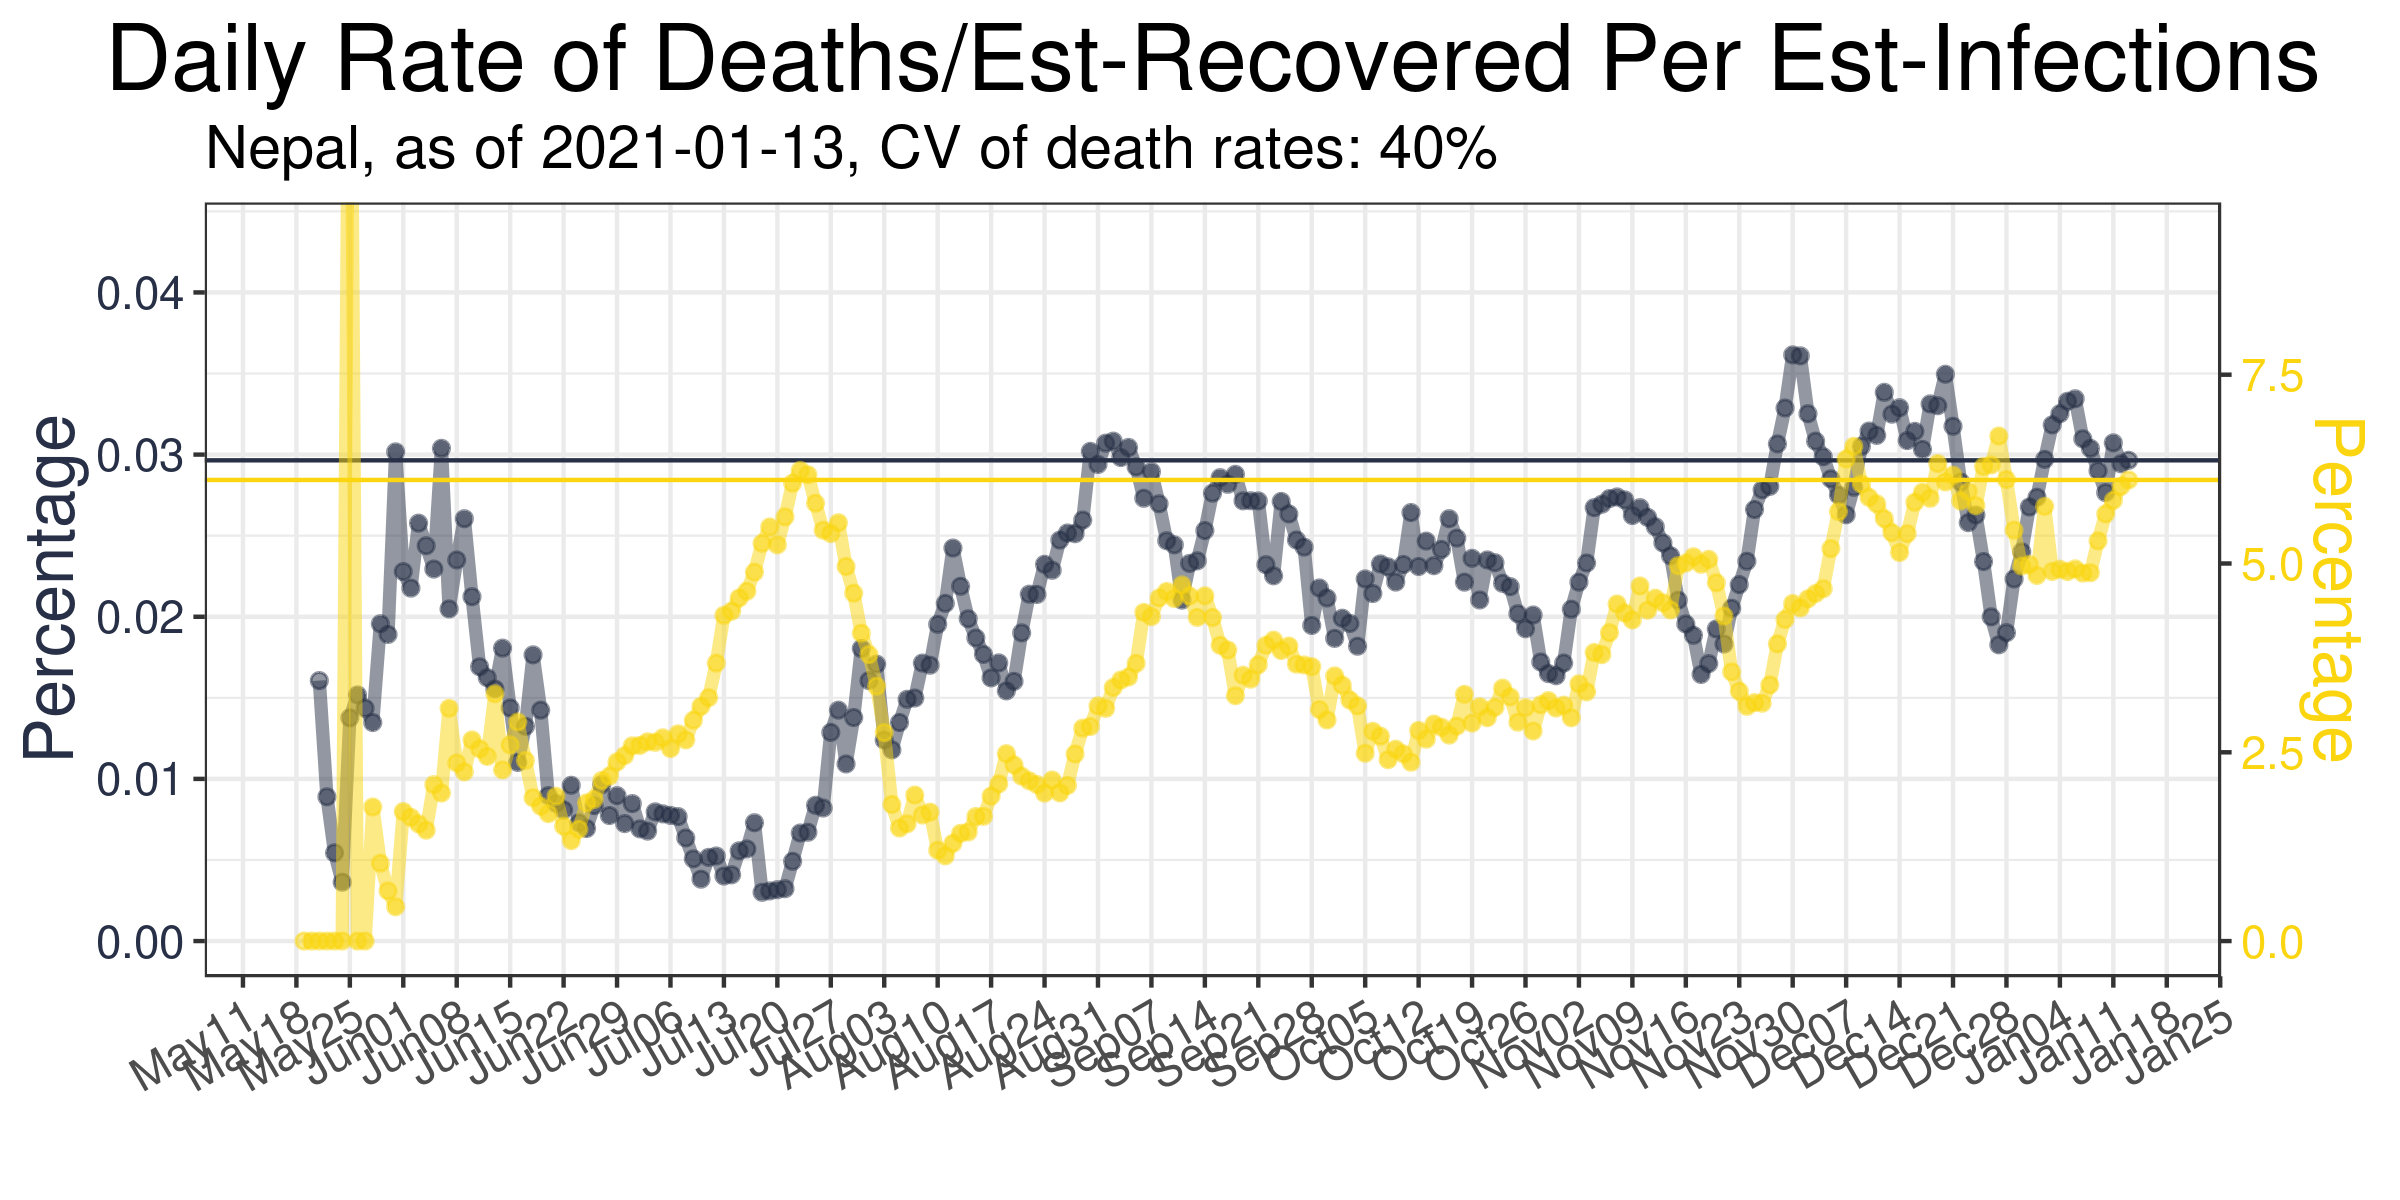 Daily Rate of Deaths/Est-Recovered Per Est-Infections
Nepal, as of 2021-01-13, CV of death rates: 40%
Percentage
0.04
0.03
0.02
0.01
0.00
7.5
5.0
2.5
0.0
Percentage
May11
May18
May25
Jun01
Jun08
Jun15
Jun22
Jun29
Jul06
Jul13
Jul20
Jul27
Aug03
Aug10
Aug17
Aug24
Aug31
Sep07
Sep14
Sep21
Sep28
Oct05
Oct12
Oct19
Oct26
Nov02
Nov09
Nov16
Nov23
Nov30
Dec07
Dec14
Dec21
Dec28
Jan04
Jan11
Jan18
Jan25